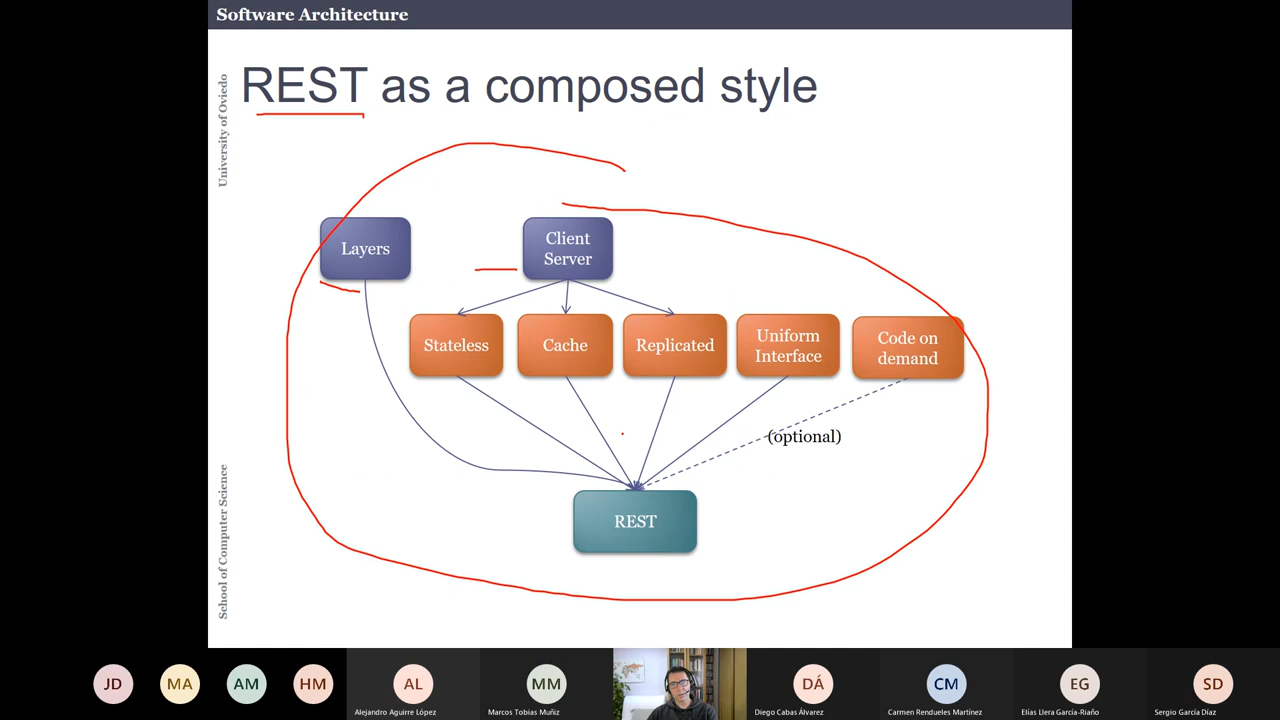 Software Architecture
University of Oviedo
School of Computer Science
REST as a composed style
Layers
Client
Server
Stateless
Cache
Replicated
Uniform
Interface
Code on
demand
(optional)
REST
JD
MA
AM
HM
AL
Alejandro Aguirre López
MM
Marcos Tobias Muñiz
DÁ
Diego Cabas Álvarez
CM
Carmen Rendueles Martínez
EG
Elías Llera García-Riaño
SD
Sergio García Díaz